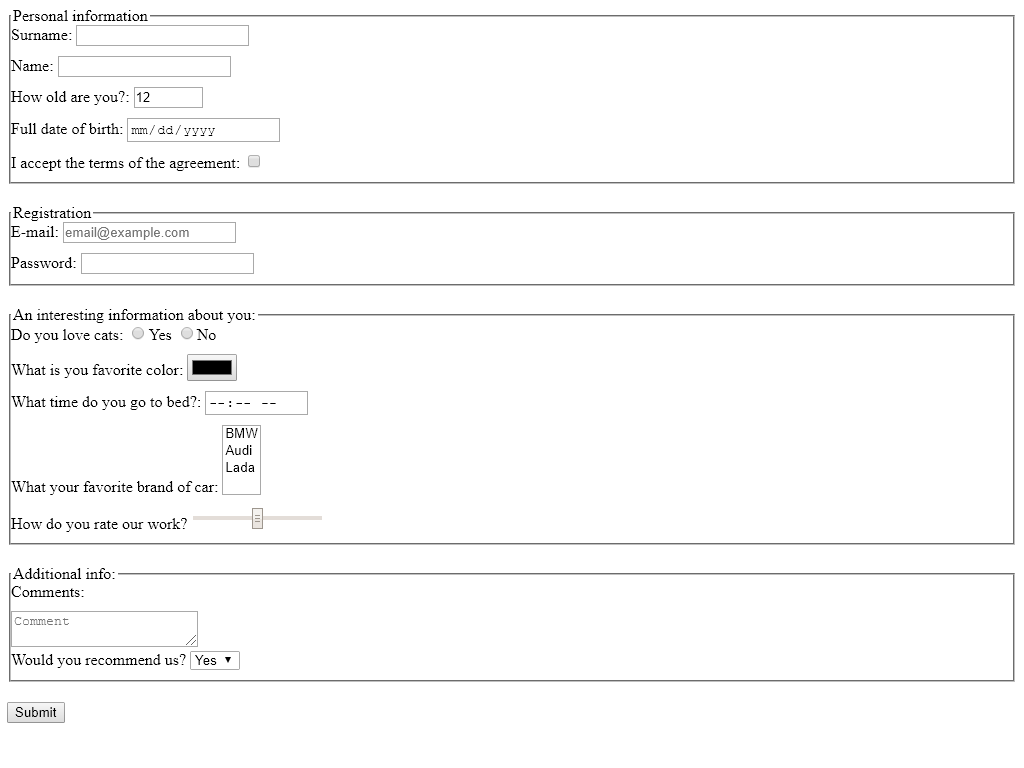 Personal information
Surname:
Name:
How old are you?: 12
Full date of birth: mm/dd/yyyy
I accept the terms of the agreement:
Registration
E-mail: email@example.com
Password:
An interesting information about you:
Do you love cats: Yes No
What is you favorite color:
What time do you go to bed?: --:-- --
BMW
Audi
Lada
What your favorite brand of car:
How do you rate our work?
Additional info:
Comments:
Comment
Would you recommend us? Yes
Submit